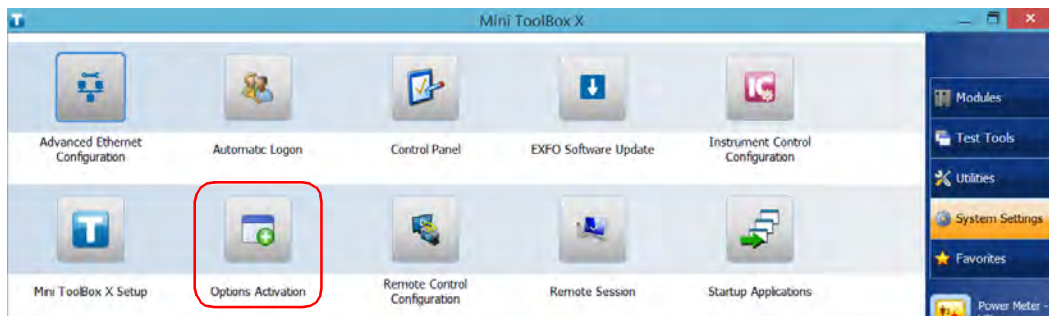 Mini ToolBox X
Advanced Ethernet
Configuration
Automatic Logon
Control Panel
EXFO Software Update
Instrument Control
Configuration
Mini ToolBox X Setup
Options Activation
Remote Control
Configuration
Remote Session
Startup Applications
Modules
Test Tools
Utilities
System Settings
Favorites
Power Meter -